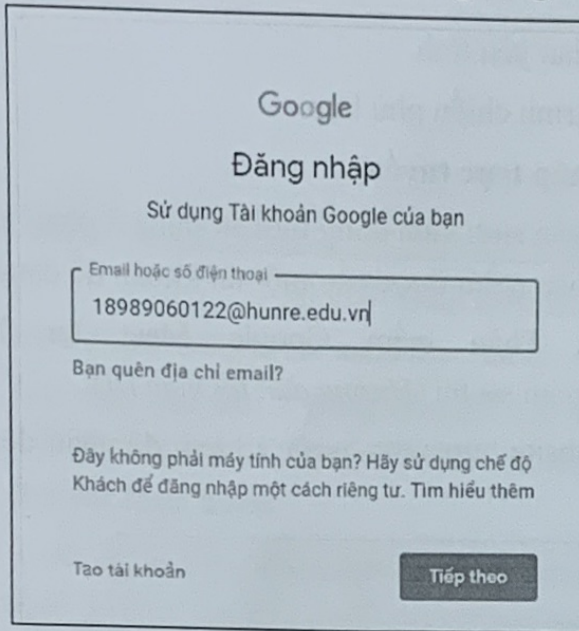 Google
Đăng nhập
Sử dụng Tài khoản Google của bạn
Email hoặc số điện thoại
18989060122@hunre.edu.vn
Bạn quên địa chỉ email?
Đây không phải máy tính của bạn? Hãy sử dụng chế độ
Khách để đăng nhập một cách riêng tư. Tìm hiểu thêm
Tạo tài khoản
Tiếp theo